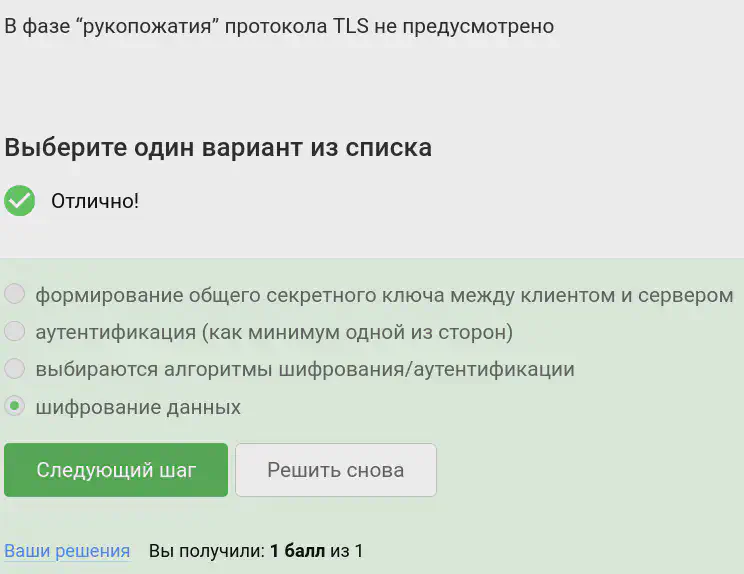 В фазе “рукопожатия” протокола TLS не предусмотрено
Выберите один вариант из списка
Отлично!
формирование общего секретного ключа между клиентом и сервером
аутентификация (как минимум одной из сторон)
выбираются алгоритмы шифрования/аутентификации
шифрование данных
Следующий шаг Решить снова
Ваши решения Вы получили: 1 балл из 1